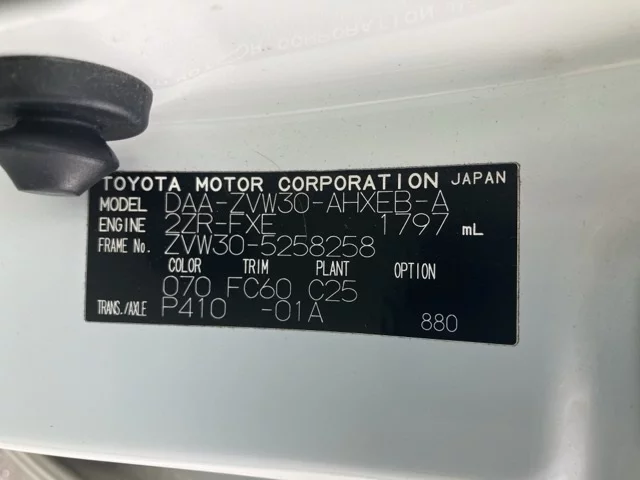 TOYOTA MOTOR CORPORATION JAPAN
MODEL DAA-ZVW30-AHXEB-A
ENGINE 2ZR-FXE 1797 mL
FRAME No. ZVW30-5258258
COLOR TRIM PLANT OPTION
070 FC60 C25
TRANS./AXLE P410 -01A
880